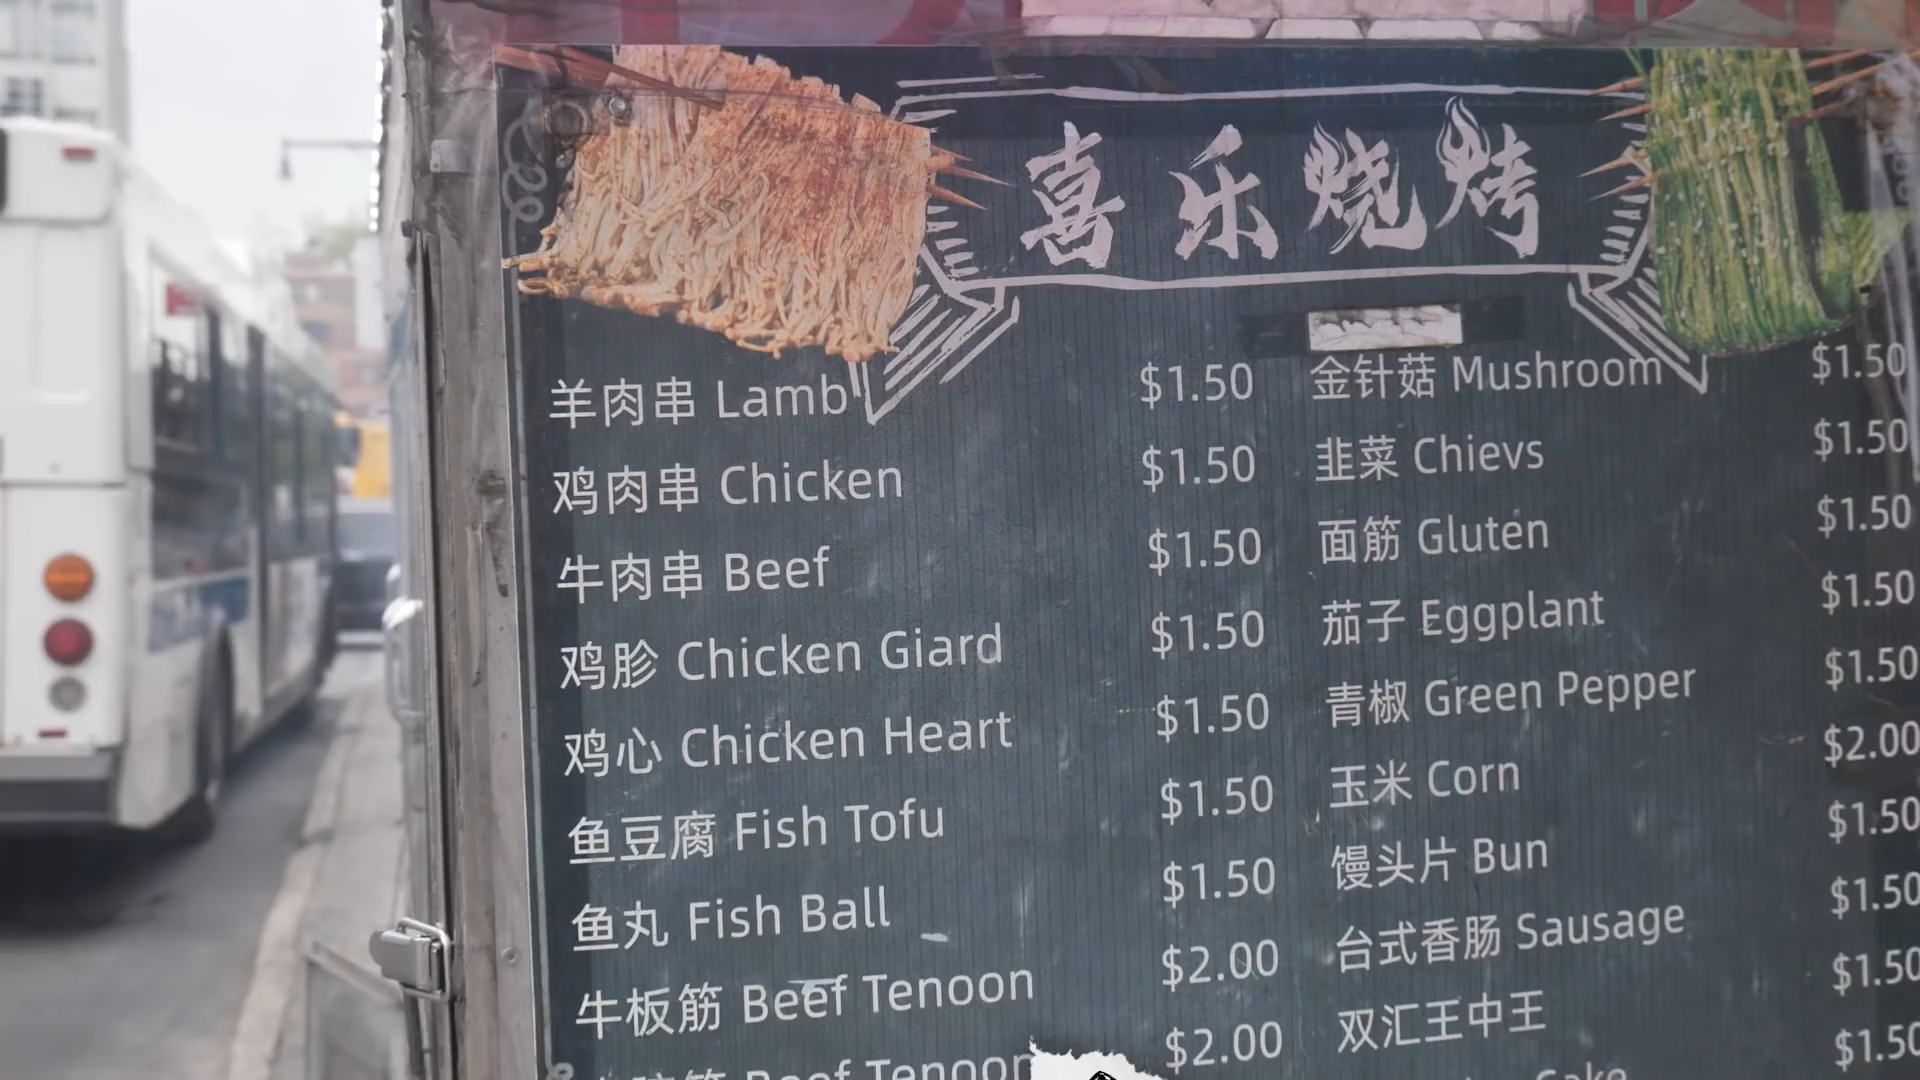 喜乐烧烤
羊肉串 Lamb $1.50
鸡肉串 Chicken $1.50
牛肉串 Beef $1.50
鸡胗 Chicken Giard $1.50
鸡心 Chicken Heart $1.50
鱼豆腐 Fish Tofu $1.50
鱼丸 Fish Ball $1.50
牛板筋 Beef Tenoon $2.00
Beef Tenoon $2.00
金针菇 Mushroom $1.50
韭菜 Chievs $1.50
面筋 Gluten $1.50
茄子 Eggplant $1.50
青椒 Green Pepper $1.50
玉米 Corn $2.00
馒头片 Bun $1.50
台式香肠 Sausage $1.50
双汇王中王 $1.50
Cake $1.50